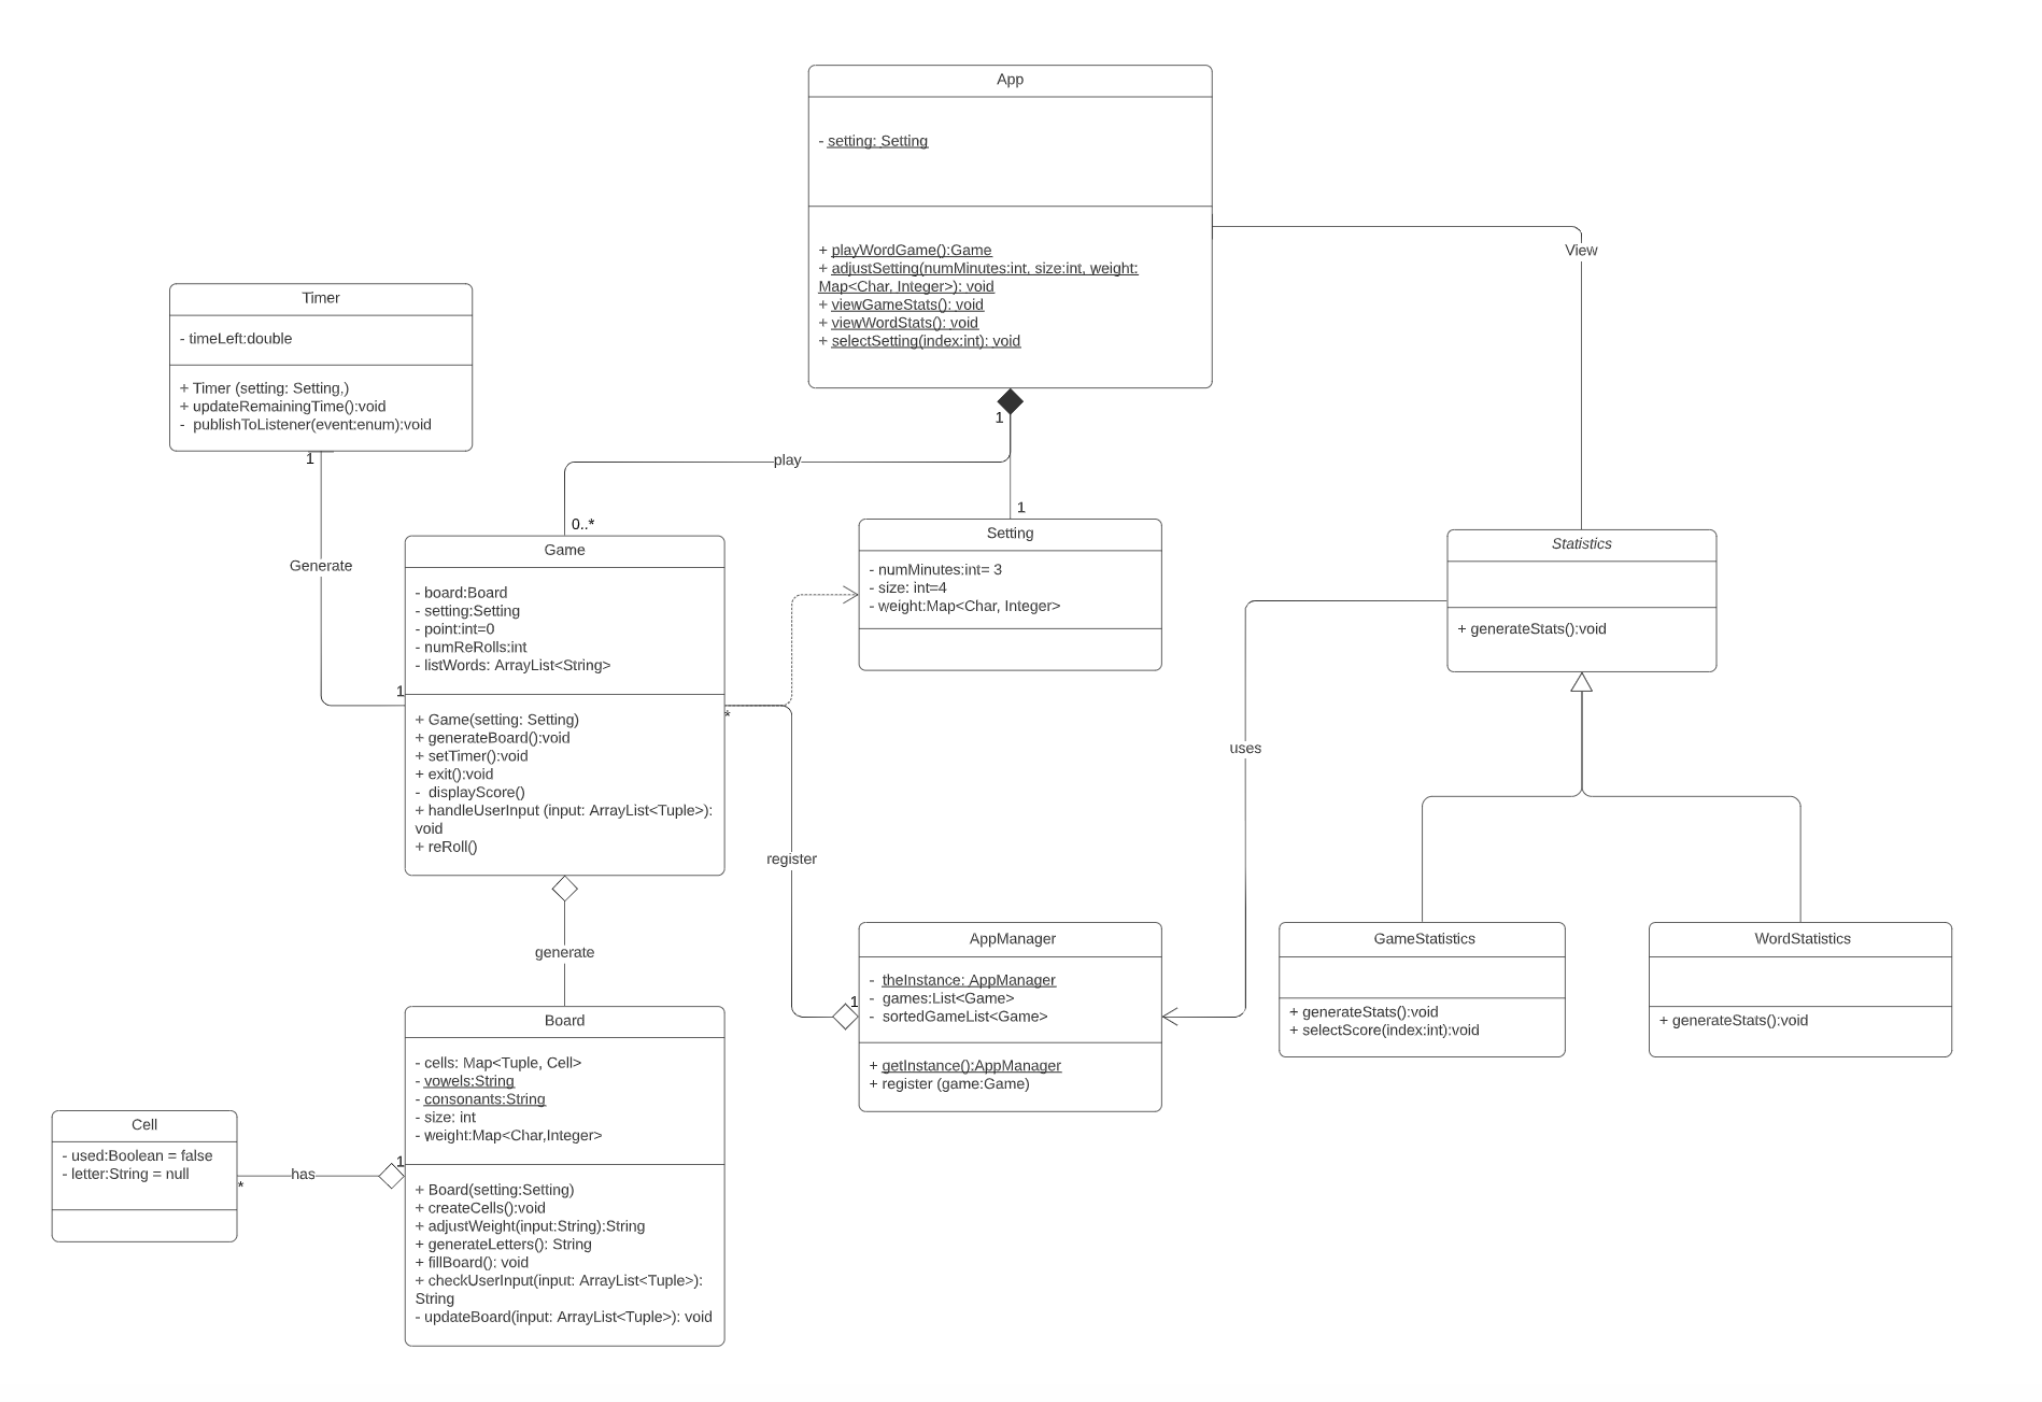 App
- setting: Setting
+ playWordGame():Game
+ adjustSetting(numMinutes:int, size:int, weight:
Map<Char, Integer>): void
+ viewGameStats(): void
+ viewWordStats(): void
+ selectSetting(index:int): void
View
Timer
- timeLeft:double
+ Timer (setting: Setting,)
+ updateRemainingTime():void
- publishToListener(event:enum):void
1
Generate
1
1
play
0..*
1
Game
- board:Board
- setting:Setting
- point:int=0
- numReRolls:int
- listWords: ArrayList<String>
+ Game(setting: Setting)
+ generateBoard():void
+ setTimer():void
+ exit():void
- displayScore()
+ handleUserInput (input: ArrayList<Tuple>):
void
+ reRoll()
*
register
1
Setting
- numMinutes:int= 3
- size: int=4
- weight:Map<Char, Integer>
Statistics
+ generateStats():void
uses
generate
AppManager
- theInstance: AppManager
- games:List<Game>
- sortedGameList<Game>
+ getInstance():AppManager
+ register (game:Game)
GameStatistics
+ generateStats():void
+ selectScore(index:int):void
WordStatistics
+ generateStats():void
Board
- cells: Map<Tuple, Cell>
- vowels:String
- consonants:String
- size: int
- weight:Map<Char,Integer>
+ Board(setting:Setting)
+ createCells():void
+ adjustWeight(input:String):String
+ generateLetters(): String
+ fillBoard(): void
+ checkUserInput(input: ArrayList<Tuple>):
String
- updateBoard(input: ArrayList<Tuple>): void
Cell
- used:Boolean = false
- letter:String = null
*
has
1